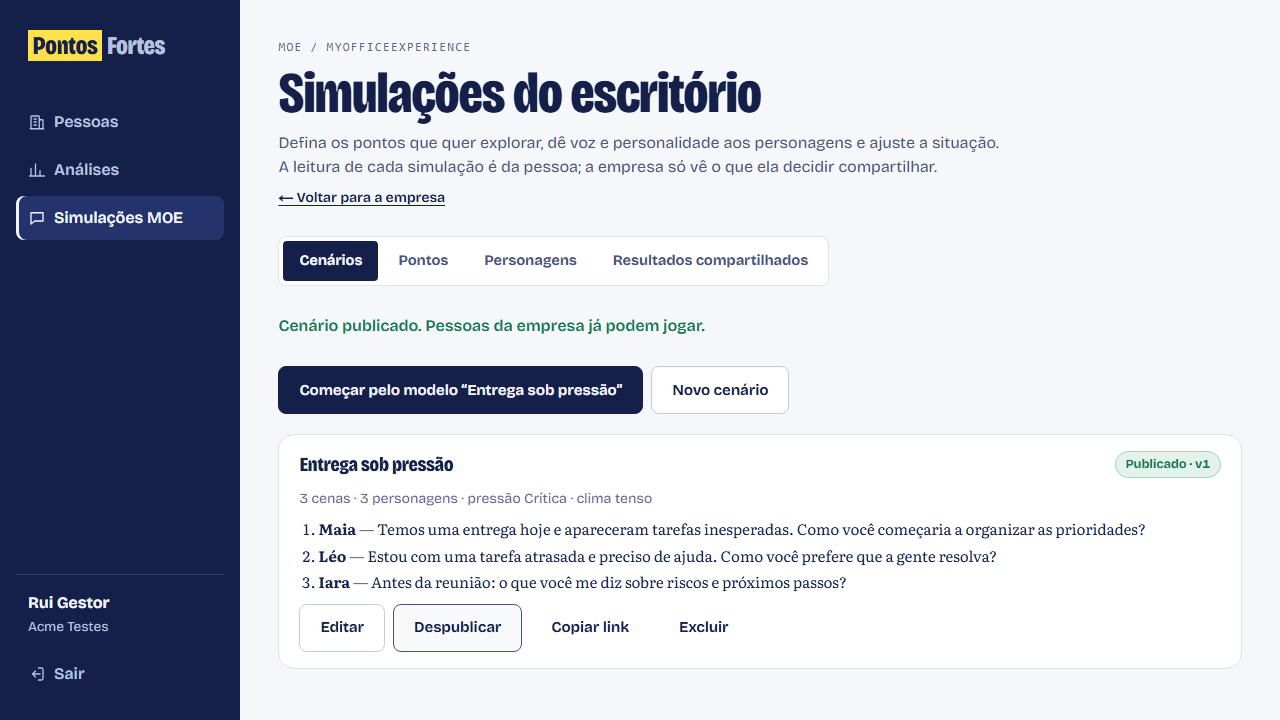 Pontos Fortes
Pessoas
Análises
Simulações MOE
Rui Gestor
Acme Testes
Sair
MOE / MYOFFICEEXPERIENCE
Simulações do escritório
Defina os pontos que quer explorar, dê voz e personalidade aos personagens e ajuste a situação.
A leitura de cada simulação é da pessoa; a empresa só vê o que ela decidir compartilhar.
← Voltar para a empresa
Cenários Pontos Personagens Resultados compartilhados
Cenário publicado. Pessoas da empresa já podem jogar.
Começar pelo modelo “Entrega sob pressão” Novo cenário
Entrega sob pressão Publicado · v1
3 cenas · 3 personagens · pressão Crítica · clima tenso
1. Maia — Temos uma entrega hoje e apareceram tarefas inesperadas. Como você começaria a organizar as prioridades?
2. Léo — Estou com uma tarefa atrasada e preciso de ajuda. Como você prefere que a gente resolva?
3. Iara — Antes da reunião: o que você me diz sobre riscos e próximos passos?
Editar Despublicar Copiar link Excluir